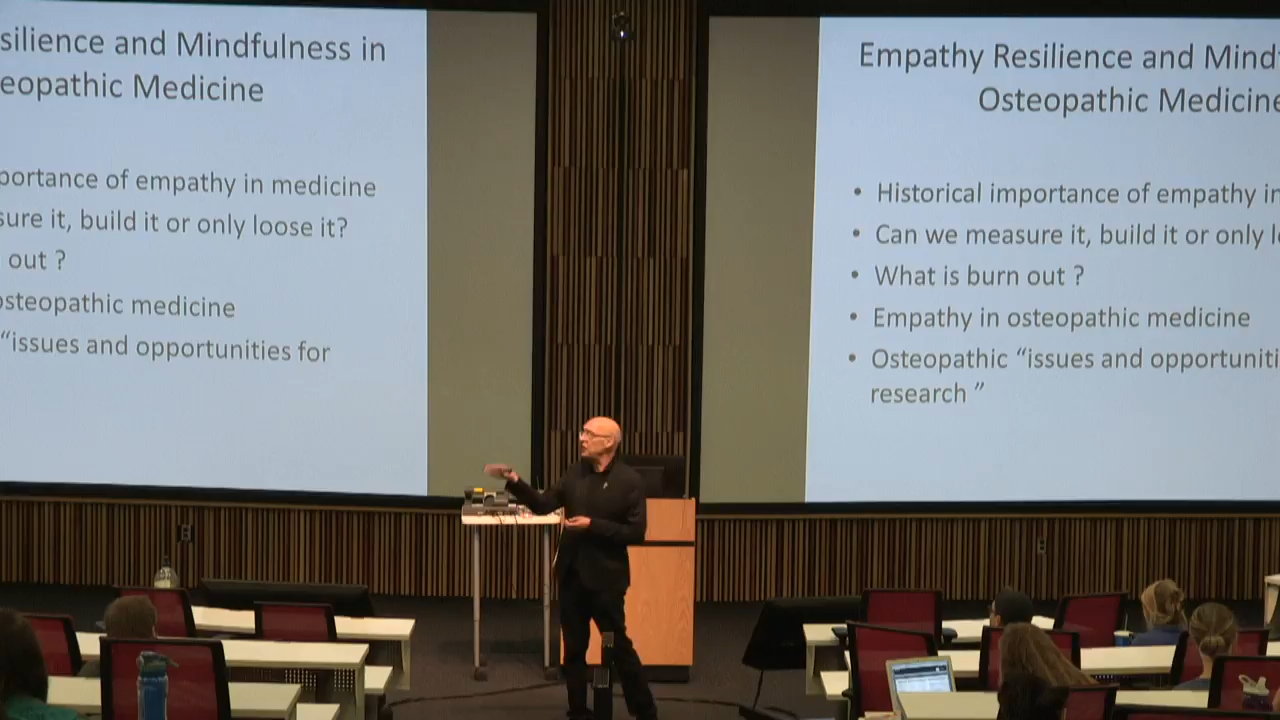 silience and Mindfulness in
eopathic Medicine
portance of empathy in medicine
sure it, build it or only loose it?
out ?
osteopathic medicine
“issues and opportunities for
Empathy Resilience and Mind
Osteopathic Medicine
• Historical importance of empathy in
• Can we measure it, build it or only l
• What is burn out ?
• Empathy in osteopathic medicine
• Osteopathic “issues and opportuniti
research ”